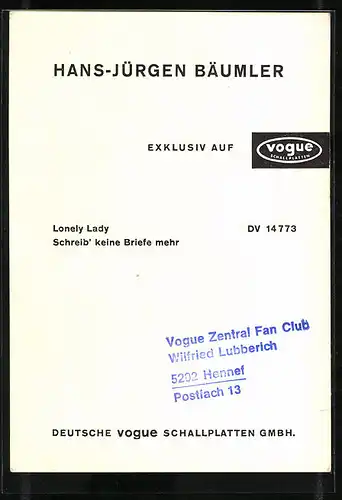 HANS-JÜRGEN BÄUMLER
EXKLUSIV AUF
vogue
SCHALLPLATTEN
Lonely Lady DV 14773
Schreib' keine Briefe mehr
Vogue Zentral Fan Club
Wilfried Lubberich
5202 Hennef
Postfach 13
DEUTSCHE vogue SCHALLPLATTEN GMBH.